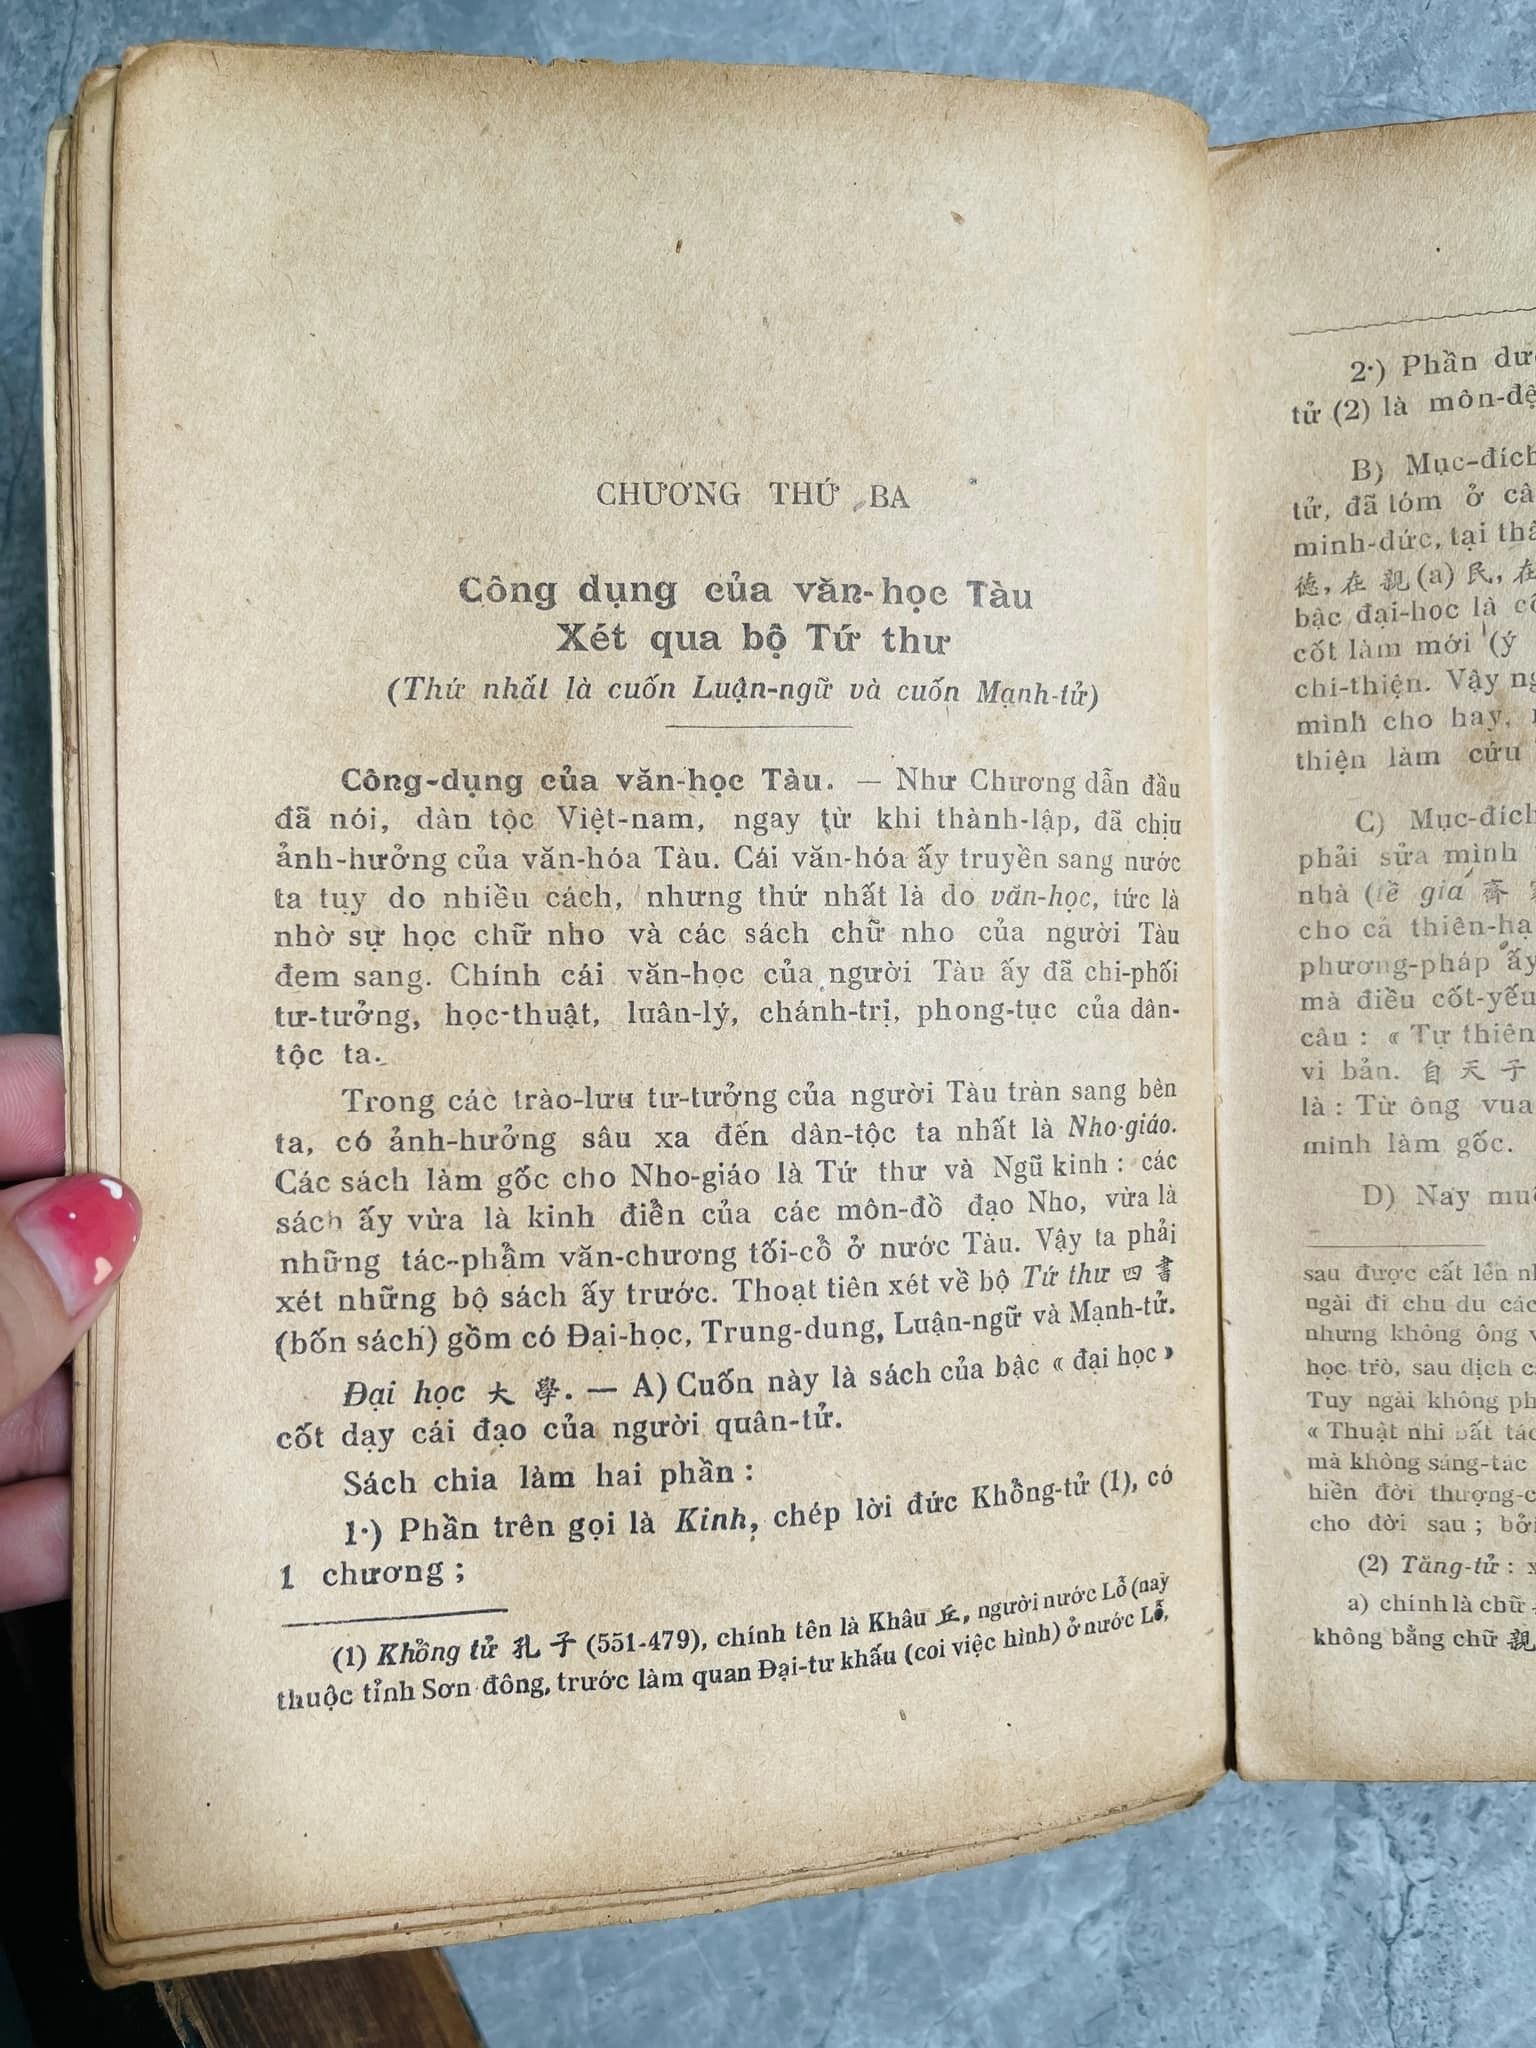 CHƯƠNG THỨ BA
Công dụng của văn-học Tàu
Xét qua bộ Tứ thư
(Thứ nhất là cuốn Luận-ngữ và cuốn Mạnh-tử)
Công-dụng của văn-học Tàu. — Như Chương dẫn đầu
đã nói, dân tộc Việt-nam, ngay từ khi thành-lập, đã chịu
ảnh-hưởng của văn-hóa Tàu. Cái văn-hóa ấy truyền sang nước
ta tuy do nhiều cách, nhưng thứ nhất là do văn-học, tức là
nhờ sự học chữ nho và các sách chữ nho của người Tàu
đem sang. Chính cái văn-học của người Tàu ấy đã chi-phối
tư-tưởng, học-thuật, luân-lý, chánh-trị, phong-tục của dân-
tộc ta.
Trong các trào-lưu tư-tưởng của người Tàu tràn sang bên
ta, có ảnh-hưởng sâu xa đến dân-tộc ta nhất là Nho-giáo.
Các sách làm gốc cho Nho-giáo là Tứ thư và Ngũ kinh : các
sách ấy vừa là kinh điển của các môn-đồ đạo Nho, vừa là
những tác-phẩm văn-chương tối-cổ ở nước Tàu. Vậy ta phải
xét những bộ sách ấy trước. Thoạt tiên xét về bộ Tứ thư 四 書
(bốn sách) gồm có Đại-học, Trung-dung, Luận-ngữ và Mạnh-tử.
Đại học 大 學. — A) Cuốn này là sách của bậc « đại học »
cốt dạy cái đạo của người quân-tử.
Sách chia làm hai phần :
1·) Phần trên gọi là Kinh, chép lời đức Khổng-tử (1), có
1 chương ;
(1) Khổng tử 孔 子 (551-479), chính tên là Khâu 丘, người nước Lỗ (nay
thuộc tỉnh Sơn đông, trước làm quan Đại-tư khấu (coi việc hình) ở nước Lỗ,
2·) Phần
tử (2) là môn-
B) Mục-đích
tử, đã tóm ở
minh-đức, tại
德, 在 親 (a) 民, 在
bậc đại-học là
cốt làm mới (ý
chi-thiện. Vậy
mình cho hay,
thiện làm cứu
C) Mục-đích
phải sửa mình
nhà (tề gia 齊
cho cả thiên-hạ
phương-pháp ấy
mà điều cốt-yếu
câu : « Tự thiên
vi bản. 自 天 子
là : Từ ông vua
mình làm gốc.
D) Nay
sau được cất lên
ngài đi chu du các
nhưng không ông
học trò, sau dịch
Tuy ngài không
« Thuật nhi bất
mà không sáng-tác
hiền đời
cho đời sau ; bởi
(2) Tăng-tử :
a) chính là chữ
không bằng chữ 親